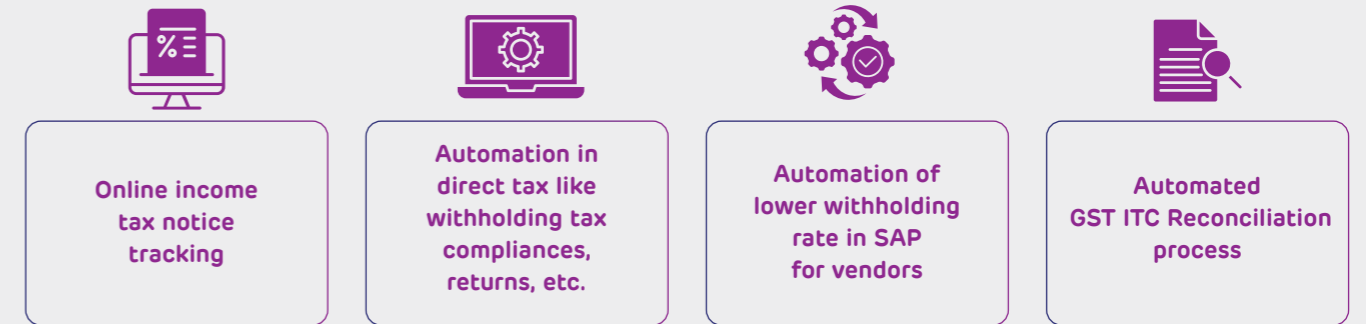 Online income
tax notice
tracking
Automation in
direct tax like
withholding tax
compliances,
returns, etc.
Automation of
lower withholding
rate in SAP
for vendors
Automated
GST ITC Reconciliation
process